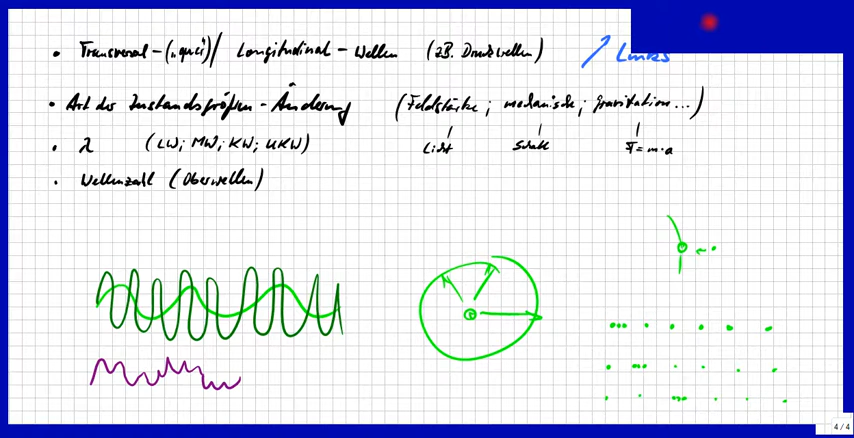 • Transversal-("quer")/ Longitudinal-Wellen (zB. Druckwellen) Links
• Art der Zustandsgrößen-Änderung (Feldstärke; mechanische; gravitation...)
Licht Schall F=m·a
• λ (LW; MW; KW; UKW)
• Wellenzahl (Oberwellen)
4/4